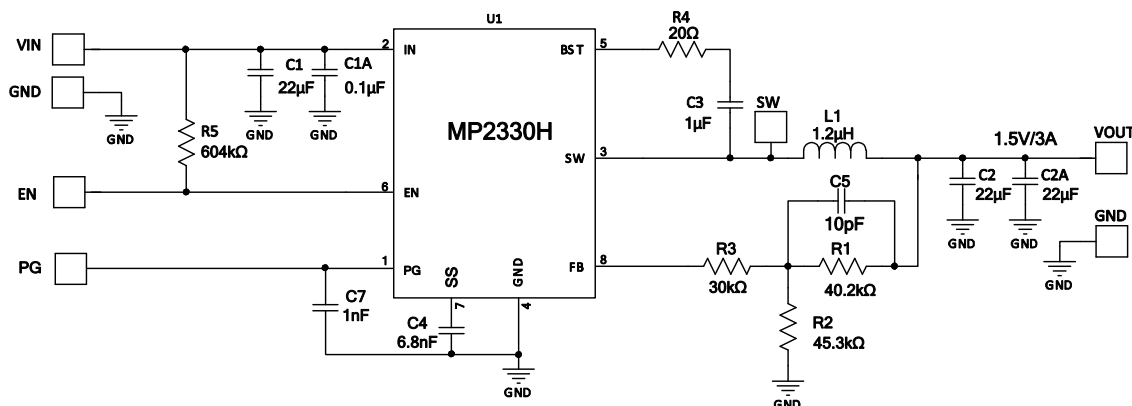 U1
VIN
GND
GND
C1
22µF
GND
C1A
0.1µF
GND
R5
604kΩ
EN
PG
C7
1nF
2
IN
6
EN
1
PG
SS
7
GND
4
MP2330H
BST
5
SW
3
FB
8
C4
6.8nF
GND
R4
20Ω
C3
1µF
SW
L1
1.2µH
1.5V/3A
VOUT
C2
22µF
GND
C2A
22µF
GND
GND
GND
C5
10pF
R3
30kΩ
R1
40.2kΩ
R2
45.3kΩ
GND